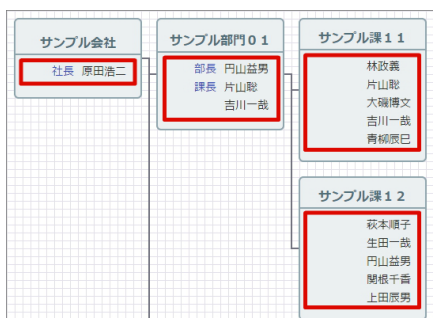 サンプル会社
社長 原田浩二
サンプル部門０１
部長 円山益男
課長 片山聡
吉川一哉
サンプル課１１
林政義
片山聡
大磯博文
吉川一哉
青柳辰巳
サンプル課１２
萩本順子
生田一哉
円山益男
関根千香
上田辰男